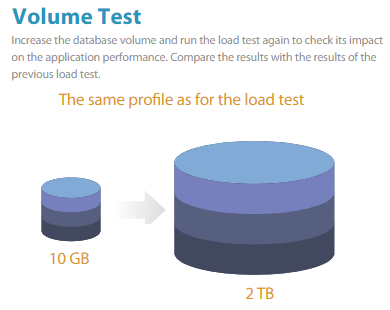 Volume Test
Increase the database volume and run the load test again to check its impact
on the application performance. Compare the results with the results of the
previous load test.
The same profile as for the load test
10 GB
2 TB